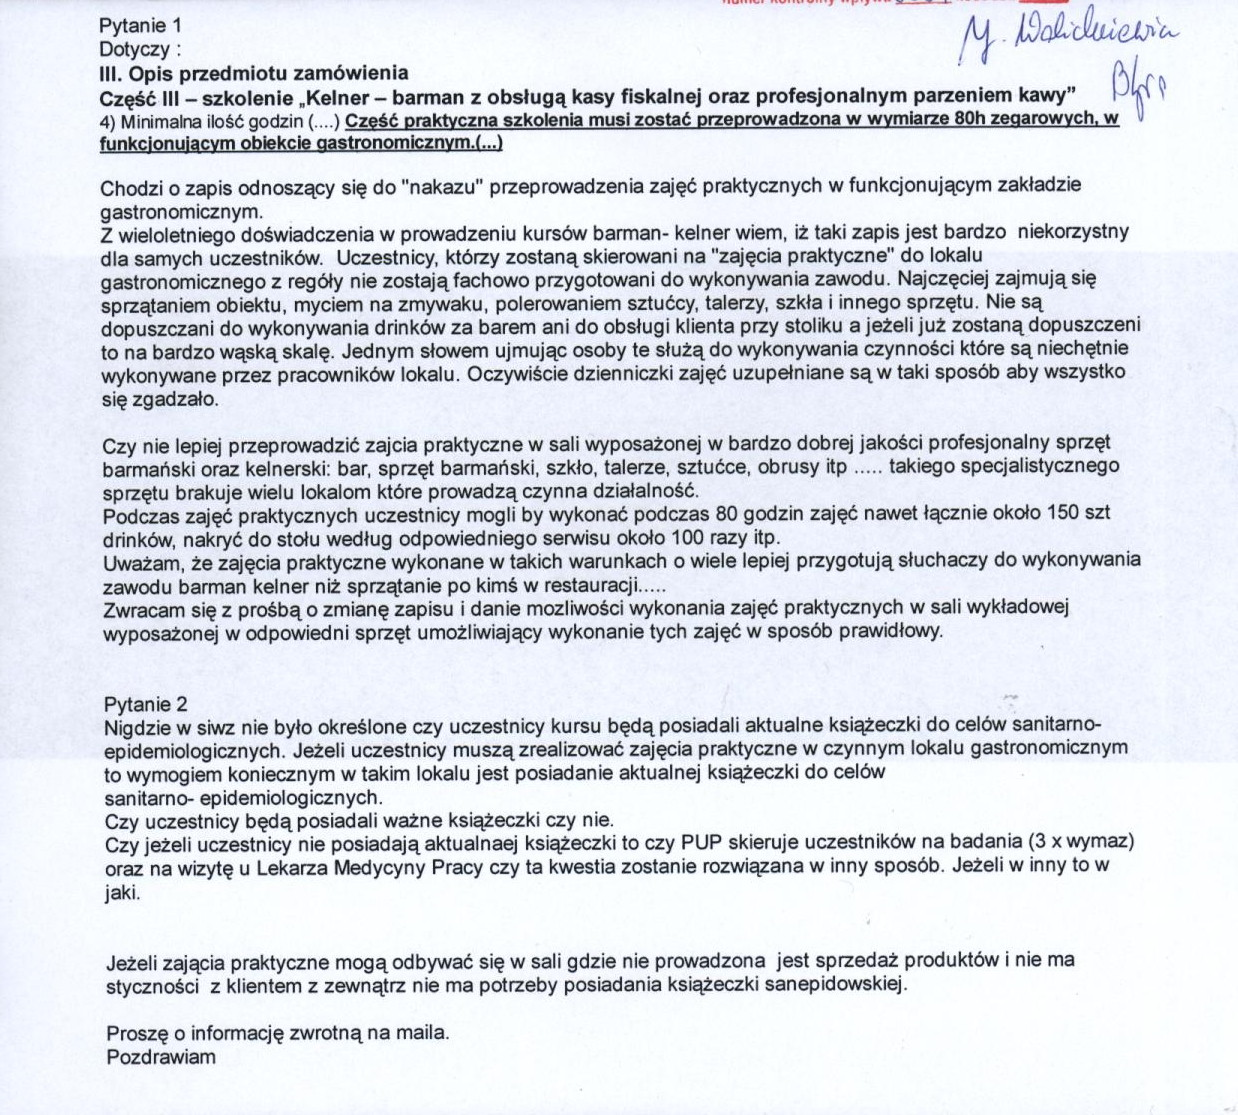 Pytanie 1
Dotyczy :
III. Opis przedmiotu zamówienia
Część III – szkolenie „Kelner – barman z obsługą kasy fiskalnej oraz profesjonalnym parzeniem kawy”
4) Minimalna ilość godzin (....) Część praktyczna szkolenia musi zostać przeprowadzona w wymiarze 80h zegarowych, w
funkcjonującym obiekcie gastronomicznym.(...)
Chodzi o zapis odnoszący się do "nakazu" przeprowadzenia zajęć praktycznych w funkcjonującym zakładzie
gastronomicznym.
Z wieloletniego doświadczenia w prowadzeniu kursów barman- kelner wiem, iż taki zapis jest bardzo niekorzystny
dla samych uczestników. Uczestnicy, którzy zostaną skierowani na "zajęcia praktyczne" do lokalu
gastronomicznego z regóły nie zostają fachowo przygotowani do wykonywania zawodu. Najczęciej zajmują się
sprzątaniem obiektu, myciem na zmywaku, polerowaniem sztućcy, talerzy, szkła i innego sprzętu. Nie są
dopuszczani do wykonywania drinków za barem ani do obsługi klienta przy stoliku a jeżeli już zostaną dopuszczeni
to na bardzo wąską skalę. Jednym słowem ujmując osoby te służą do wykonywania czynności które są niechętnie
wykonywane przez pracowników lokalu. Oczywiście dzienniczki zajęć uzupełniane są w taki sposób aby wszystko
się zgadzało.
Czy nie lepiej przeprowadzić zajcia praktyczne w sali wyposażonej w bardzo dobrej jakości profesjonalny sprzęt
barmański oraz kelnerski: bar, sprzęt barmański, szkło, talerze, sztućce, obrusy itp ..... takiego specjalistycznego
sprzętu brakuje wielu lokalom które prowadzą czynna działalność.
Podczas zajęć praktycznych uczestnicy mogli by wykonać podczas 80 godzin zajęć nawet łącznie około 150 szt
drinków, nakryć do stołu według odpowiedniego serwisu około 100 razy itp.
Uważam, że zajęcia praktyczne wykonane w takich warunkach o wiele lepiej przygotują słuchaczy do wykonywania
zawodu barman kelner niż sprzątanie po kimś w restauracji.....
Zwracam się z prośbą o zmianę zapisu i danie mozliwości wykonania zajęć praktycznych w sali wykładowej
wyposażonej w odpowiedni sprzęt umożliwiający wykonanie tych zajęć w sposób prawidłowy.
Pytanie 2
Nigdzie w siwz nie było określone czy uczestnicy kursu będą posiadali aktualne książeczki do celów sanitarno-
epidemiologicznych. Jeżeli uczestnicy muszą zrealizować zajęcia praktyczne w czynnym lokalu gastronomicznym
to wymogiem koniecznym w takim lokalu jest posiadanie aktualnej książeczki do celów
sanitarno- epidemiologicznych.
Czy uczestnicy będą posiadali ważne książeczki czy nie.
Czy jeżeli uczestnicy nie posiadają aktualnaej książeczki to czy PUP skieruje uczestników na badania (3 x wymaz)
oraz na wizytę u Lekarza Medycyny Pracy czy ta kwestia zostanie rozwiązana w inny sposób. Jeżeli w inny to w
jaki.
Jeżeli zająća praktyczne mogą odbywać się w sali gdzie nie prowadzona jest sprzedaż produktów i nie ma
styczności z klientem z zewnątrz nie ma potrzeby posiadania książeczki sanepidowskiej.
Proszę o informację zwrotną na maila.
Pozdrawiam